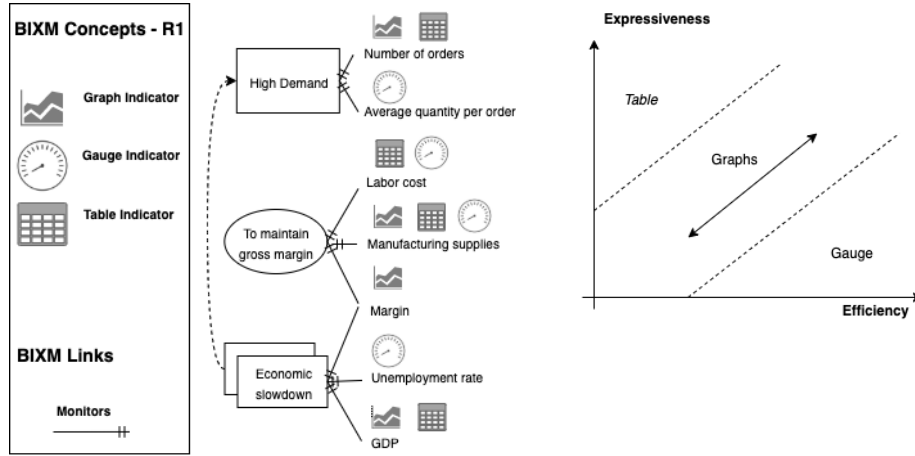 BIXM Concepts - R1
Graph Indicator
Gauge Indicator
Table Indicator
BIXM Links
Monitors
High Demand
Number of orders
Average quantity per order
To maintain
gross margin
Labor cost
Manufacturing supplies
Margin
Economic
slowdown
Unemployment rate
GDP
Expressiveness
Table
Graphs
Gauge
Efficiency